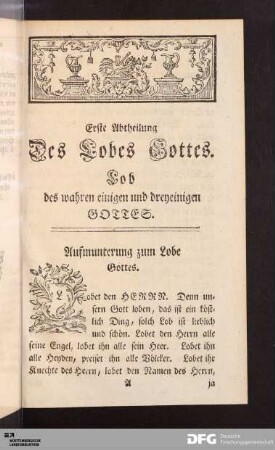 Erste Abtheilung
Des Lobes Gottes.
Lob
des wahren einigen und dreyeinigen
GOTTES.
Aufmunterung zum Lobe
Gottes.
Lobet den HERRN. Denn un-
sern Gott loben, das ist ein köst-
lich Ding, solch Lob ist lieblich
und schön. Lobet den Herrn alle
seine Engel, lobet ihn alle sein Heer. Lobet ihn
alle Heyden, preiset ihn alle Völcker. Lobet ihr
Knechte des Herrn, lobet den Namen des Herrn,
A
ja
DFG
Deutsche
Forschungsgemeinschaft